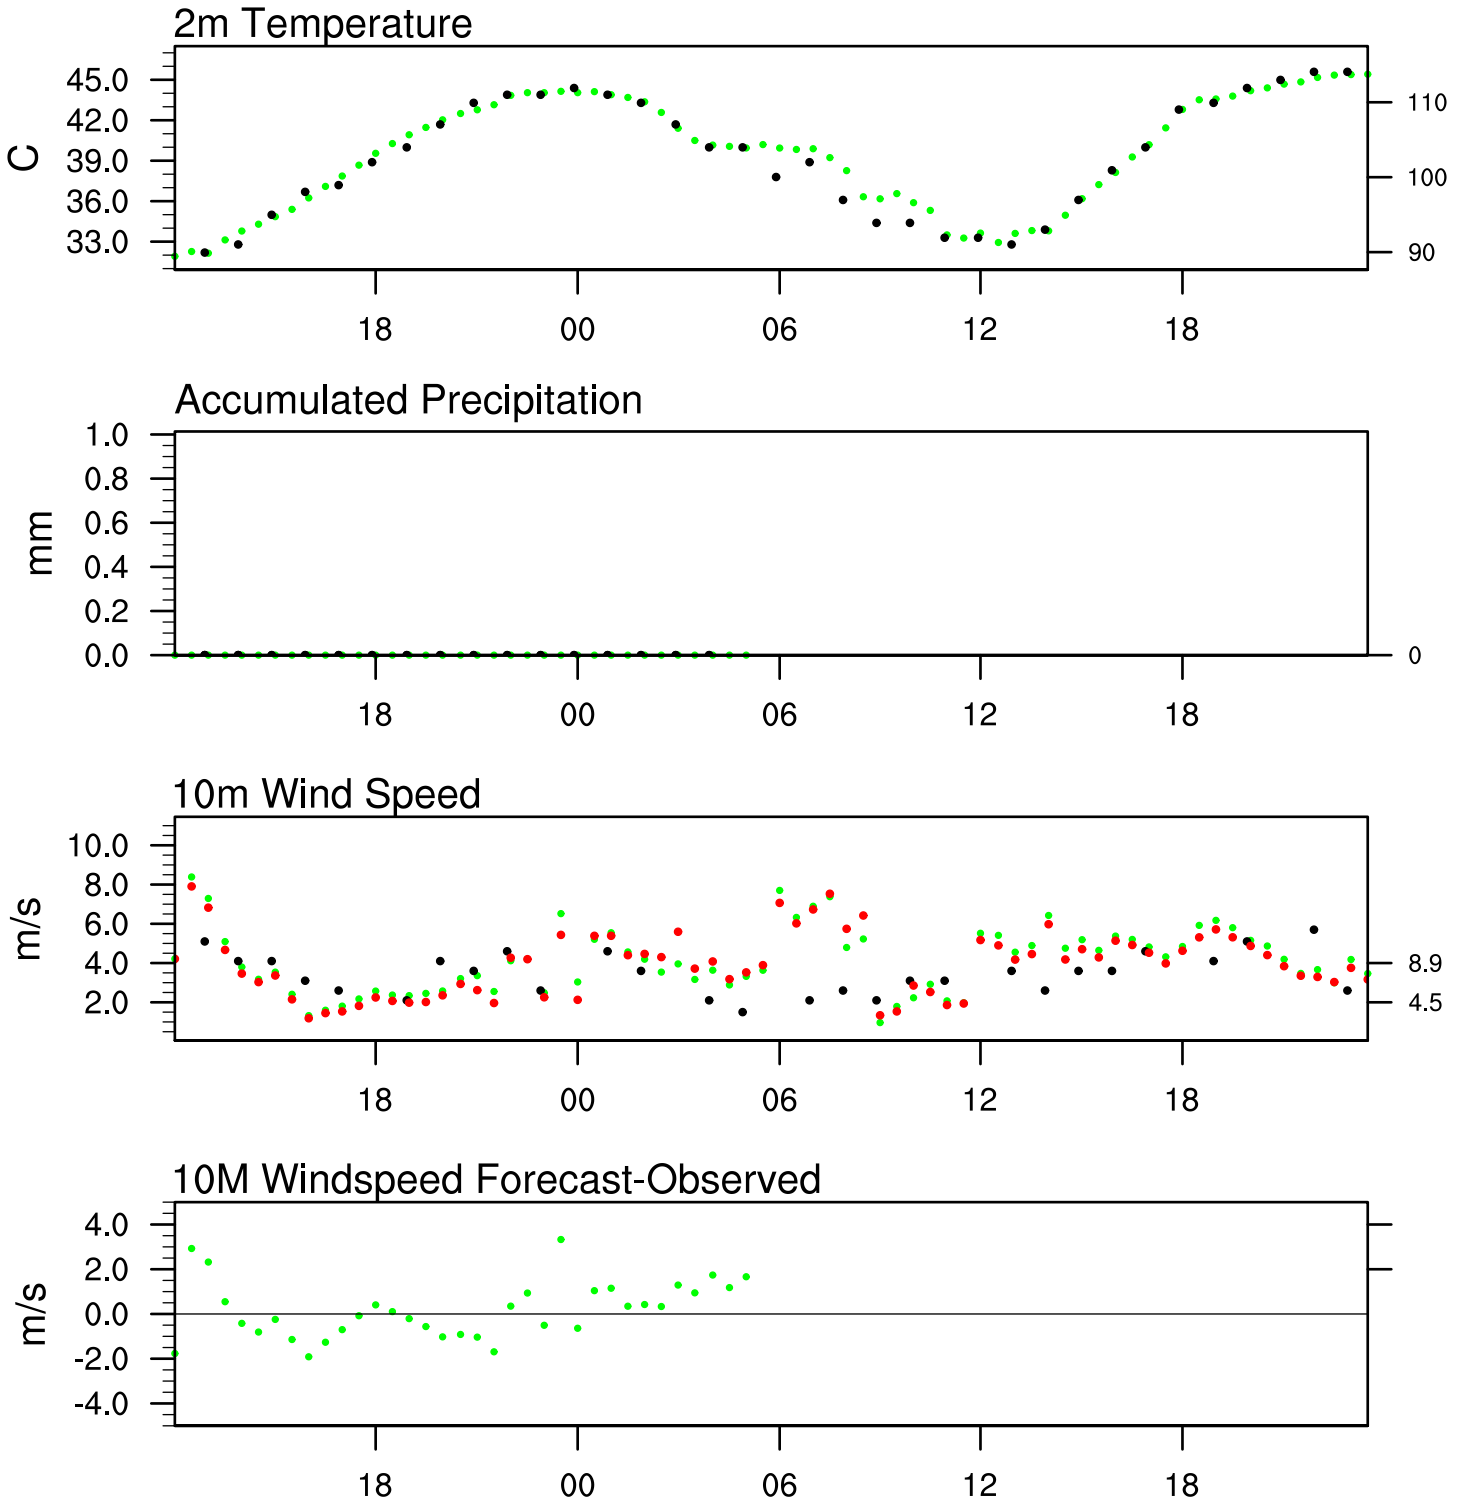 2m Temperature
45.0
42.0
39.0
36.0
33.0
C
110
100
90
18 00 06 12 18
Accumulated Precipitation
1.0
0.8
0.6
0.4
0.2
0.0
mm
0
18 00 06 12 18
10m Wind Speed
10.0
8.0
6.0
4.0
2.0
m/s
8.9
4.5
18 00 06 12 18
10M Windspeed Forecast-Observed
4.0
2.0
0.0
-2.0
-4.0
m/s
18 00 06 12 18